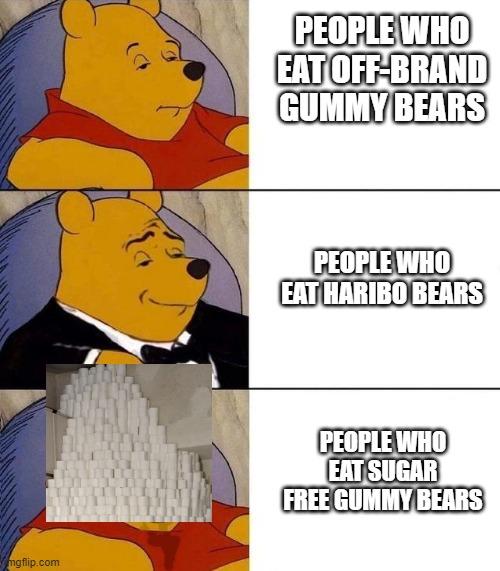 PEOPLE WHO
EAT OFF-BRAND
GUMMY BEARS
PEOPLE WHO
EAT HARIBO BEARS
PEOPLE WHO
EAT SUGAR
FREE GUMMY BEARS
imgflip.com